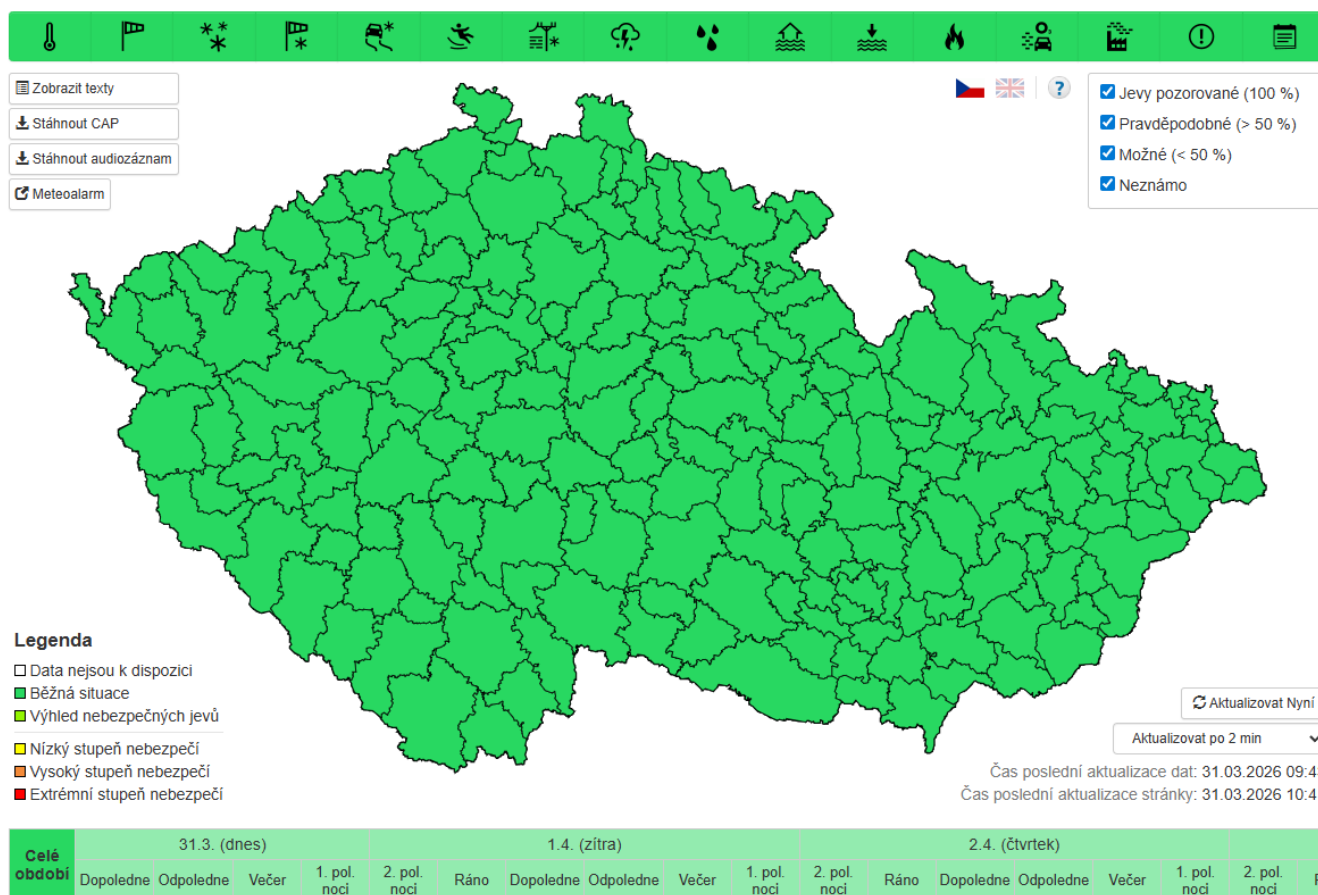 Zobrazit texty
Stáhnout CAP
Stáhnout audiozáznam
Meteoalarm
?
Jevy pozorované (100 %)
Pravděpodobné (> 50 %)
Možné (< 50 %)
Neznámo
Legenda
Data nejsou k dispozici
Běžná situace
Výhled nebezpečných jevů
Nízký stupeň nebezpečí
Vysoký stupeň nebezpečí
Extrémní stupeň nebezpečí
Aktualizovat Nyní
Aktualizovat po 2 min
Čas poslední aktualizace dat: 31.03.2026 09:4
Čas poslední aktualizace stránky: 31.03.2026 10:4
Celé období
31.3. (dnes) 1.4. (zítra) 2.4. (čtvrtek)
Dopoledne Odpoledne Večer 1. pol. noci 2. pol. noci Ráno Dopoledne Odpoledne Večer 1. pol. noci 2. pol. noci Ráno Dopoledne Odpoledne Večer 1. pol. noci 2. pol. noci